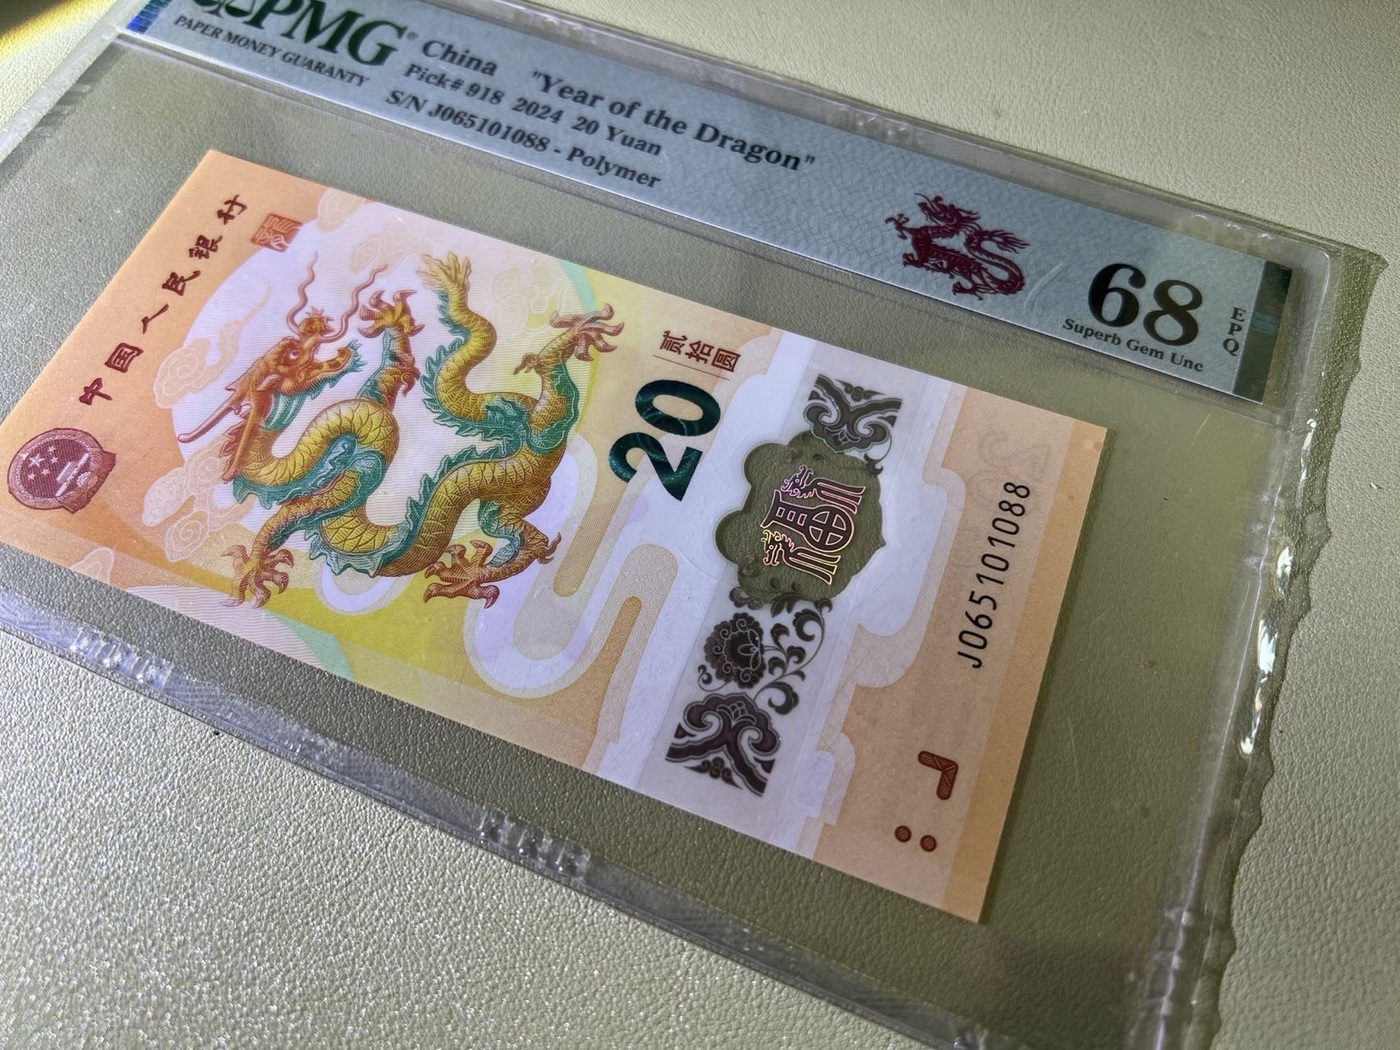 PMG®
PAPER MONEY GUARANTY
China "Year of the Dragon"
Pick# 918 2024 20 Yuan
S/N J065101088 - Polymer
68
Superb Gem Unc
EPQ
中国人民银行
贰拾圆
20
J065101088